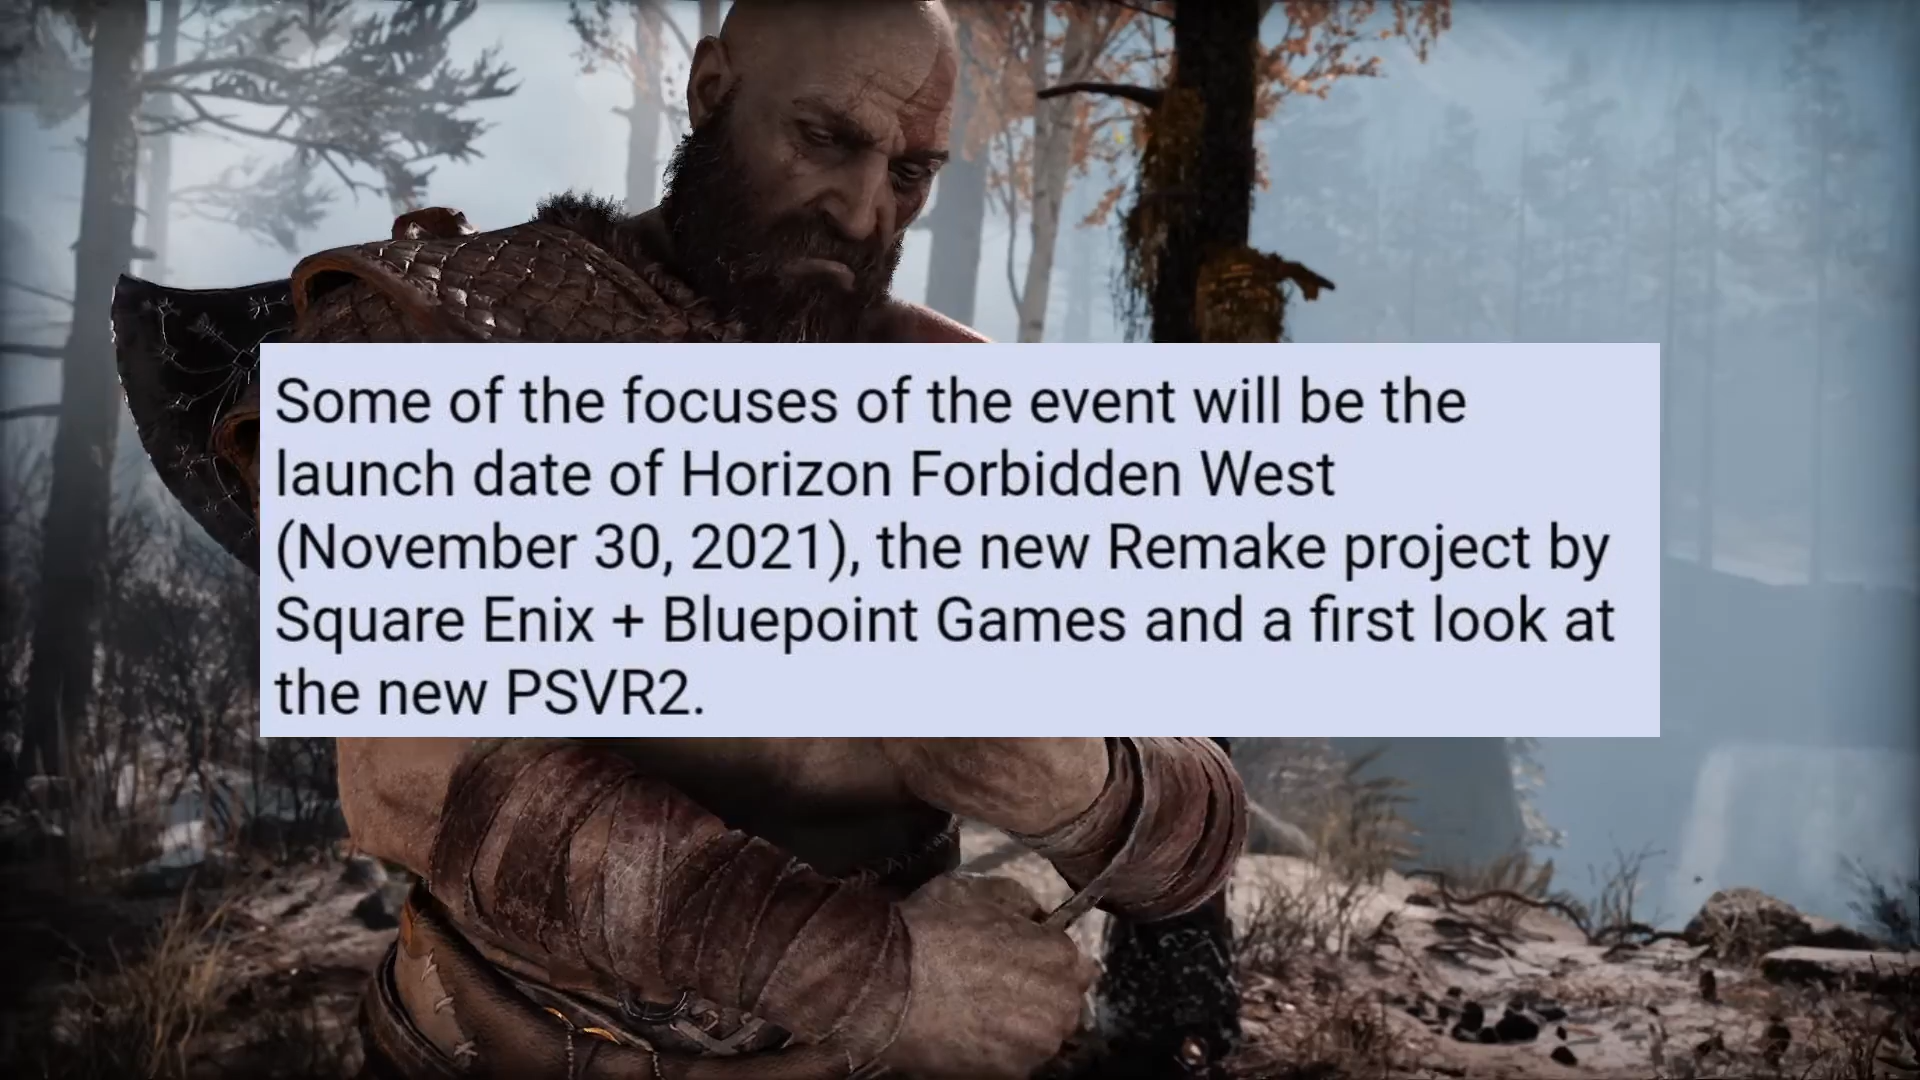 Some of the focuses of the event will be the
launch date of Horizon Forbidden West
(November 30, 2021), the new Remake project by
Square Enix + Bluepoint Games and a first look at
the new PSVR2.